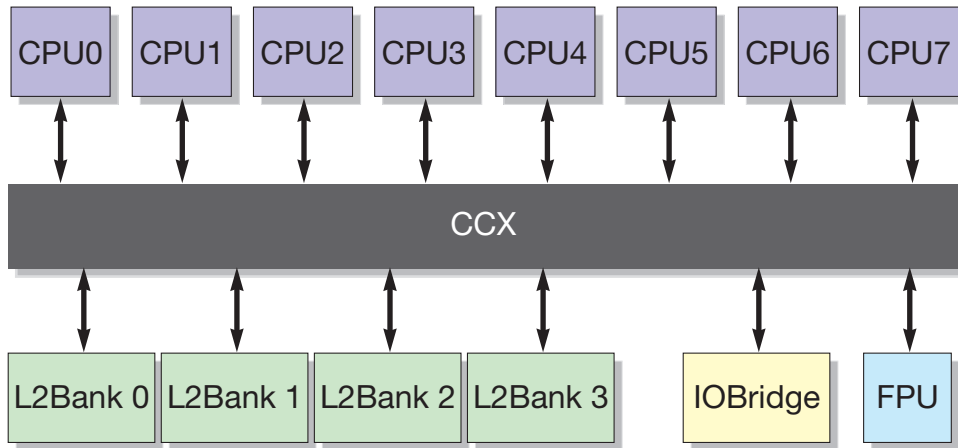 CPU0 CPU1 CPU2 CPU3 CPU4 CPU5 CPU6 CPU7
CCX
L2Bank 0 L2Bank 1 L2Bank 2 L2Bank 3 IOBridge FPU